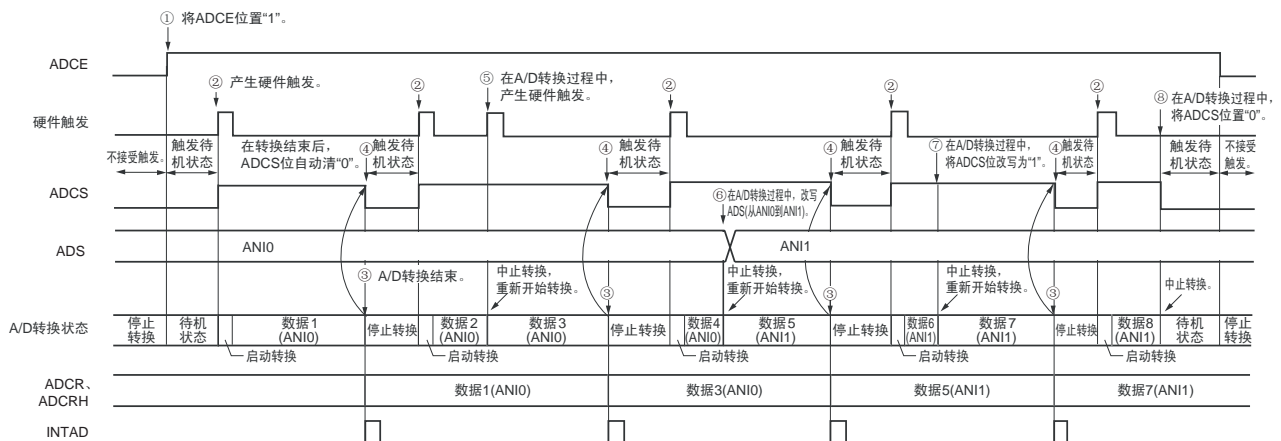 ① 将ADCE位置“1”。
ADCE
② 产生硬件触发。
②
⑤ 在A/D转换过程中，
产生硬件触发。
②
②
②
⑧ 在A/D转换过程中，
将ADCS位置“0”。
硬件触发
不接受触发。
触发待
机状态
在转换结束后，
ADCS位自动清“0”。
④
触发待
机状态
④
触发待
机状态
④
触发待
机状态
⑦ 在A/D转换过程中，
将ADCS位改写为“1”。
④
触发待
机状态
触发待
机状态
不接受
触发。
ADCS
⑥ 在A/D转换过程中，改写
ADS(从ANI0到ANI1)。
ADS
ANI0
ANI1
③ A/D转换结束。
中止转换，
重新开始转换。
③
中止转换，
重新开始转换。
③
中止转换，
重新开始转换。
③
中止转换。
A/D转换状态
停止
转换
待机
状态
数据1
(ANI0)
停止转换
数据2
(ANI0)
数据3
(ANI0)
停止转换
数据4
(ANI0)
数据5
(ANI1)
停止转换
数据6
(ANI1)
数据7
(ANI1)
停止转换
数据8
(ANI1)
待机
状态
停止
转换
启动转换
启动转换
启动转换
启动转换
启动转换
ADCR、
ADCRH
数据1(ANI0)
数据3(ANI0)
数据5(ANI1)
数据7(ANI1)
INTAD